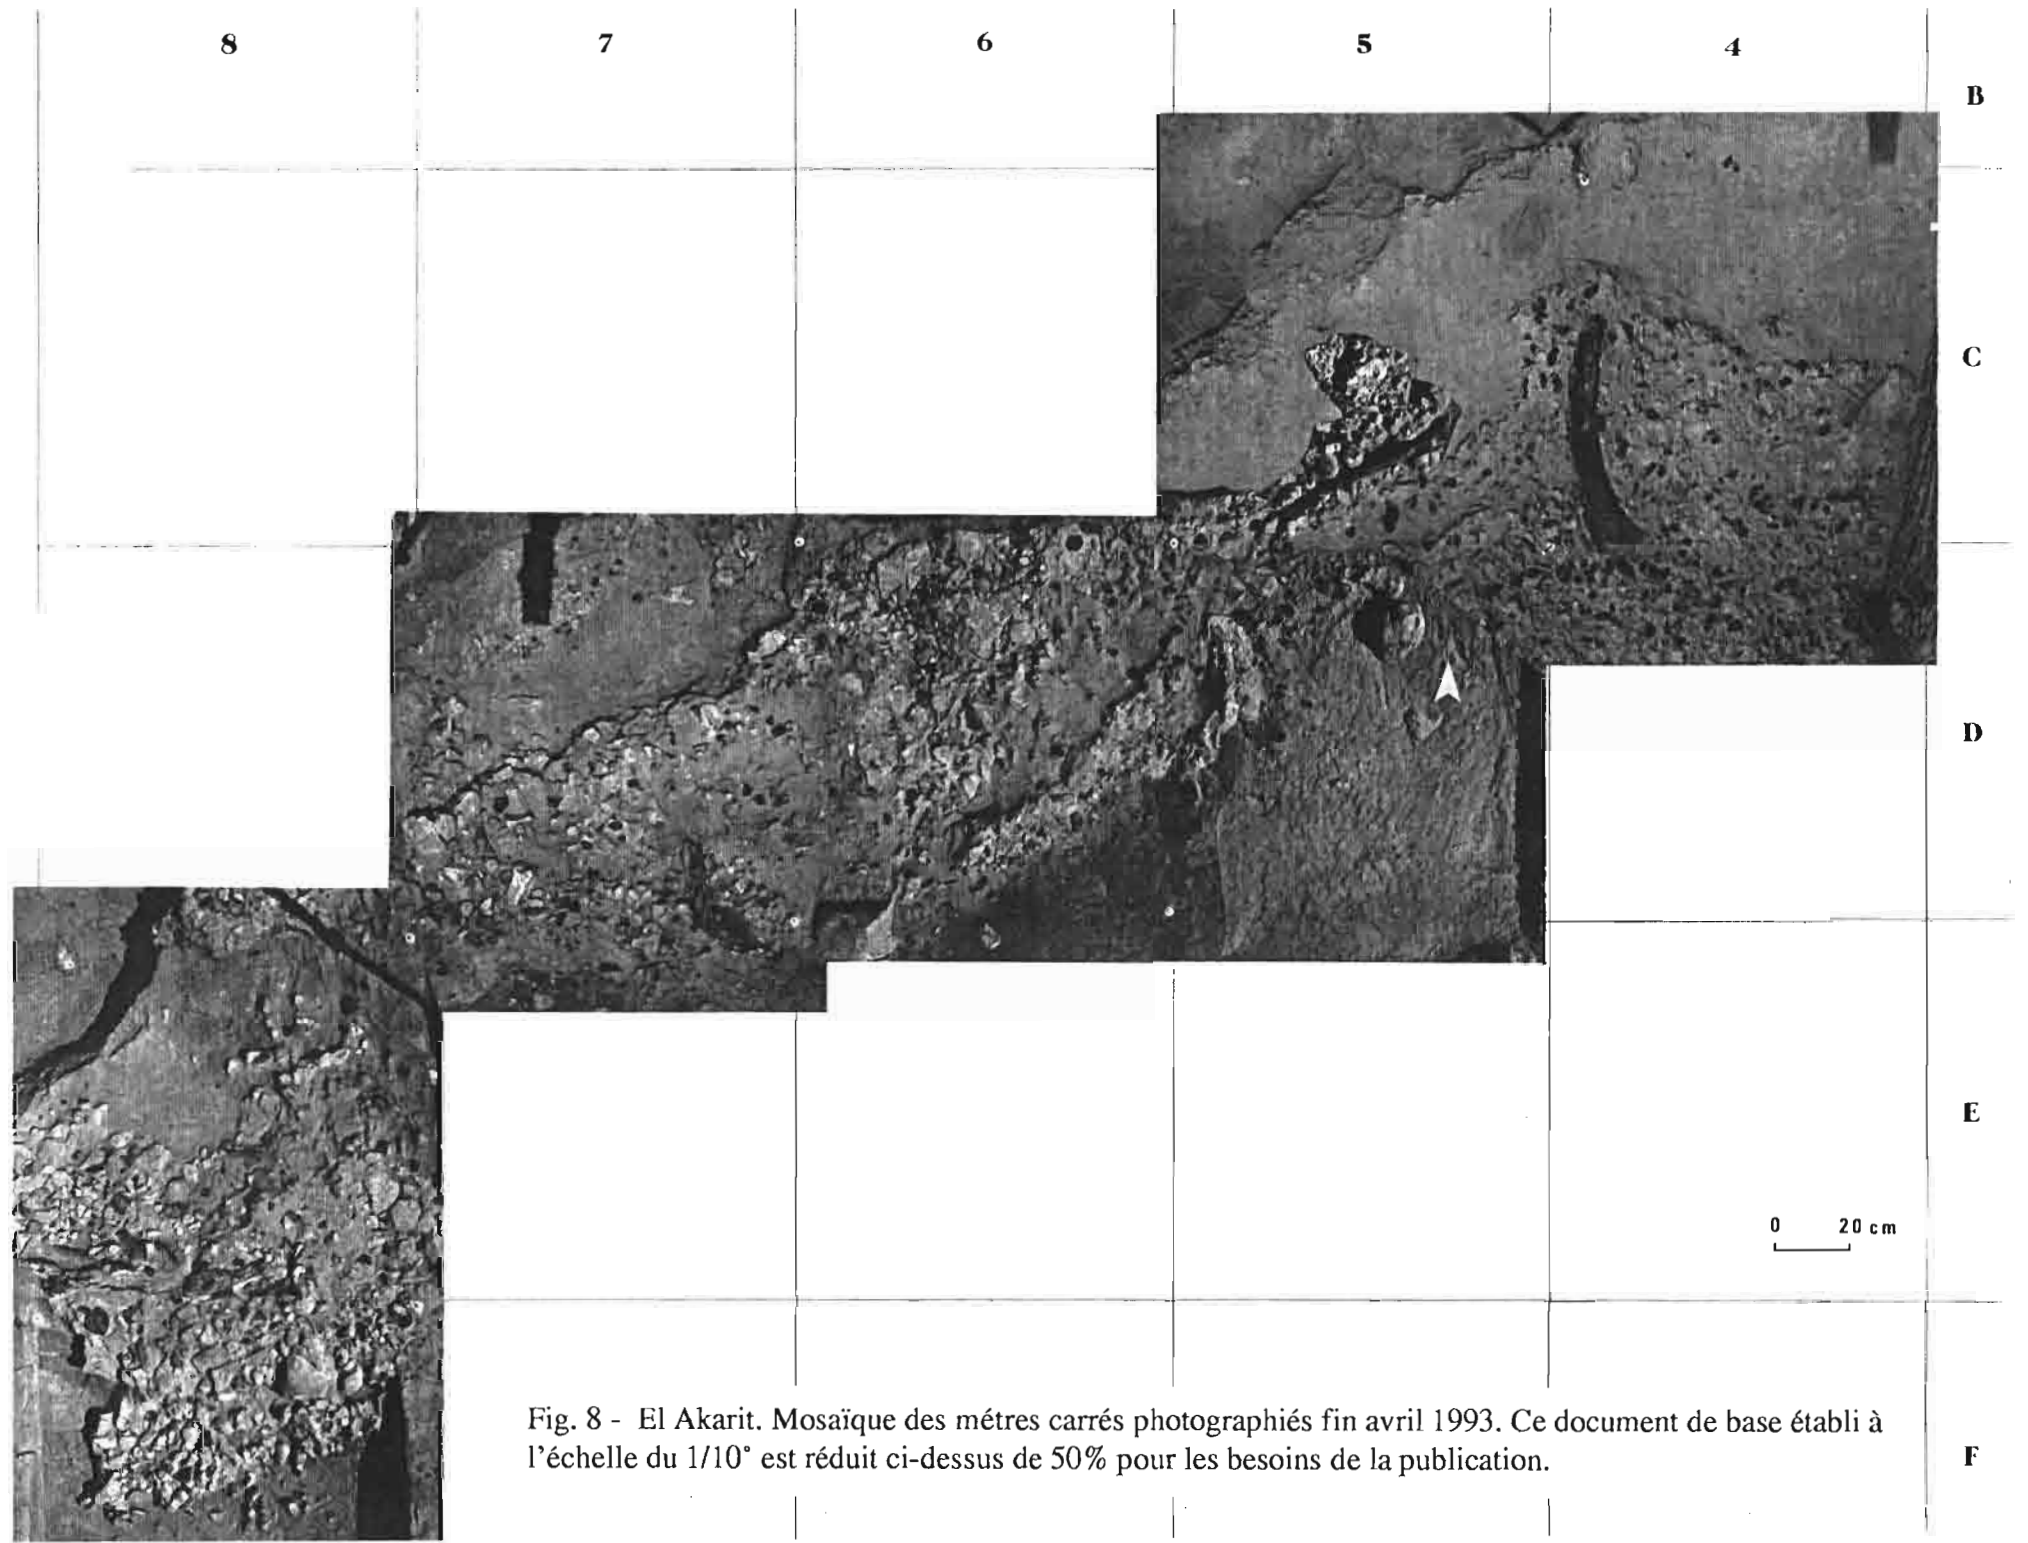 8 7 6 5 4
B
C
D
E
0 20 cm
Fig. 8 - El Akarit. Mosaïque des métres carrés photographiés fin avril 1993. Ce document de base établi à
l'échelle du 1/10° est réduit ci-dessus de 50% pour les besoins de la publication.
F